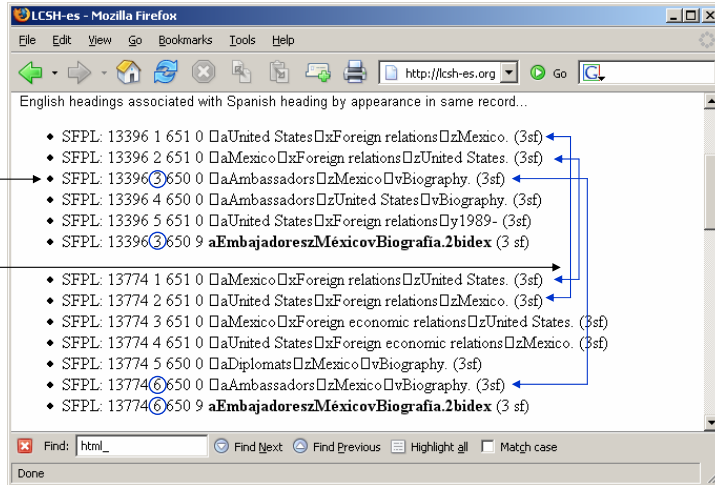 LCSH-es - Mozilla Firefox
File Edit View Go Bookmarks Tools Help
http://lcsh-es.org Go G
English headings associated with Spanish heading by appearance in same record...
◆ SFPL: 13396 1 651 0 □aUnited States□xForeign relations□zMexico. (3sf)
◆ SFPL: 13396 2 651 0 □aMexico□xForeign relations□zUnited States. (3sf)
◆ SFPL: 13396 3 650 0 □aAmbassadors□zMexico□vBiography. (3sf)
◆ SFPL: 13396 4 650 0 □aAmbassadors□zUnited States□vBiography. (3sf)
◆ SFPL: 13396 5 651 0 □aUnited States□xForeign relations□y1989- (3sf)
◆ SFPL: 13396 3 650 9 aEmbajadoreszMéxicovBiografía.2bidex (3 sf)
◆ SFPL: 13774 1 651 0 □aMexico□xForeign relations□zUnited States. (3sf)
◆ SFPL: 13774 2 651 0 □aUnited States□xForeign relations□zMexico. (3sf)
◆ SFPL: 13774 3 651 0 □aMexico□xForeign economic relations□zUnited States. (3sf)
◆ SFPL: 13774 4 651 0 □aUnited States□xForeign economic relations□zMexico. (3sf)
◆ SFPL: 13774 5 650 0 □aDiplomats□zMexico□vBiography. (3sf)
◆ SFPL: 13774 6 650 0 □aAmbassadors□zMexico□vBiography. (3sf)
◆ SFPL: 13774 6 650 9 aEmbajadoreszMéxicovBiografía.2bidex (3 sf)
Find: html_ Find Next Find Previous Highlight all Match case
Done